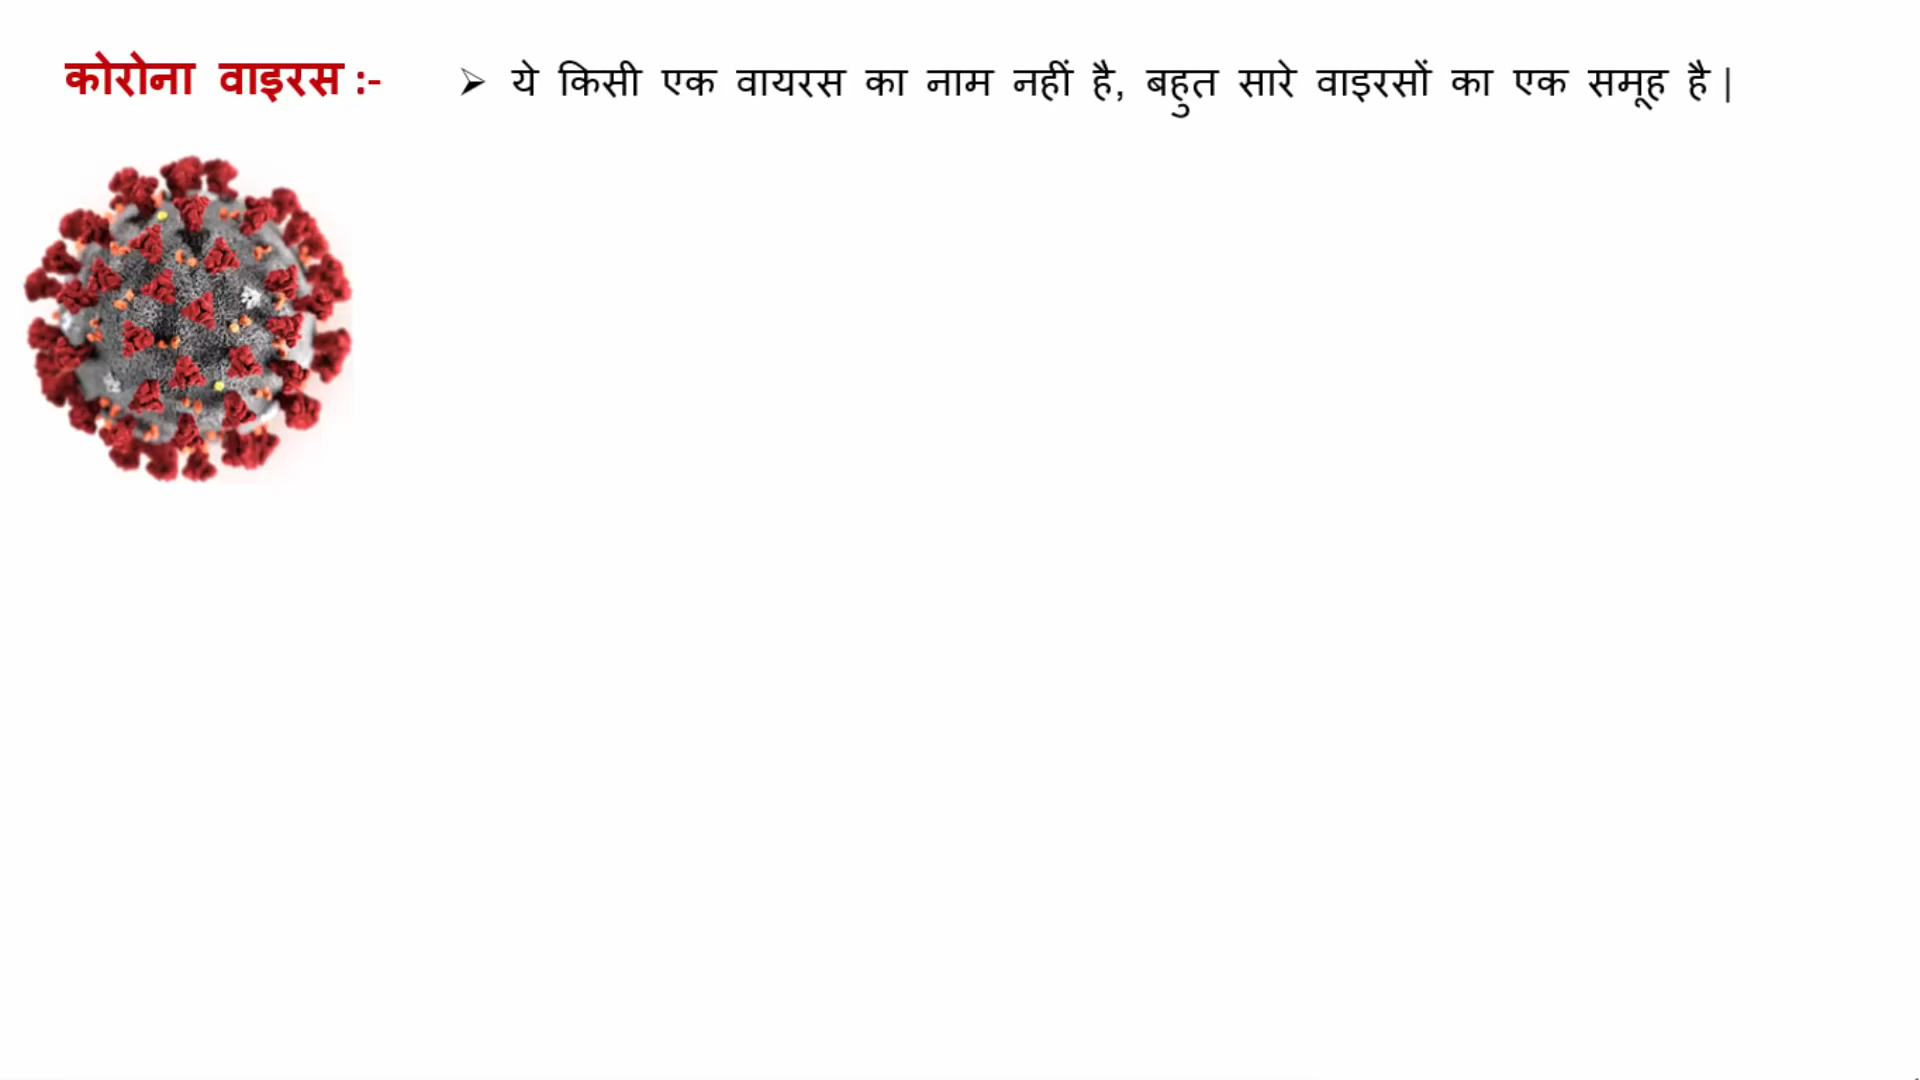 कोरोना वाइरस :- ➢ ये किसी एक वायरस का नाम नहीं है, बहुत सारे वाइरसों का एक समूह है |